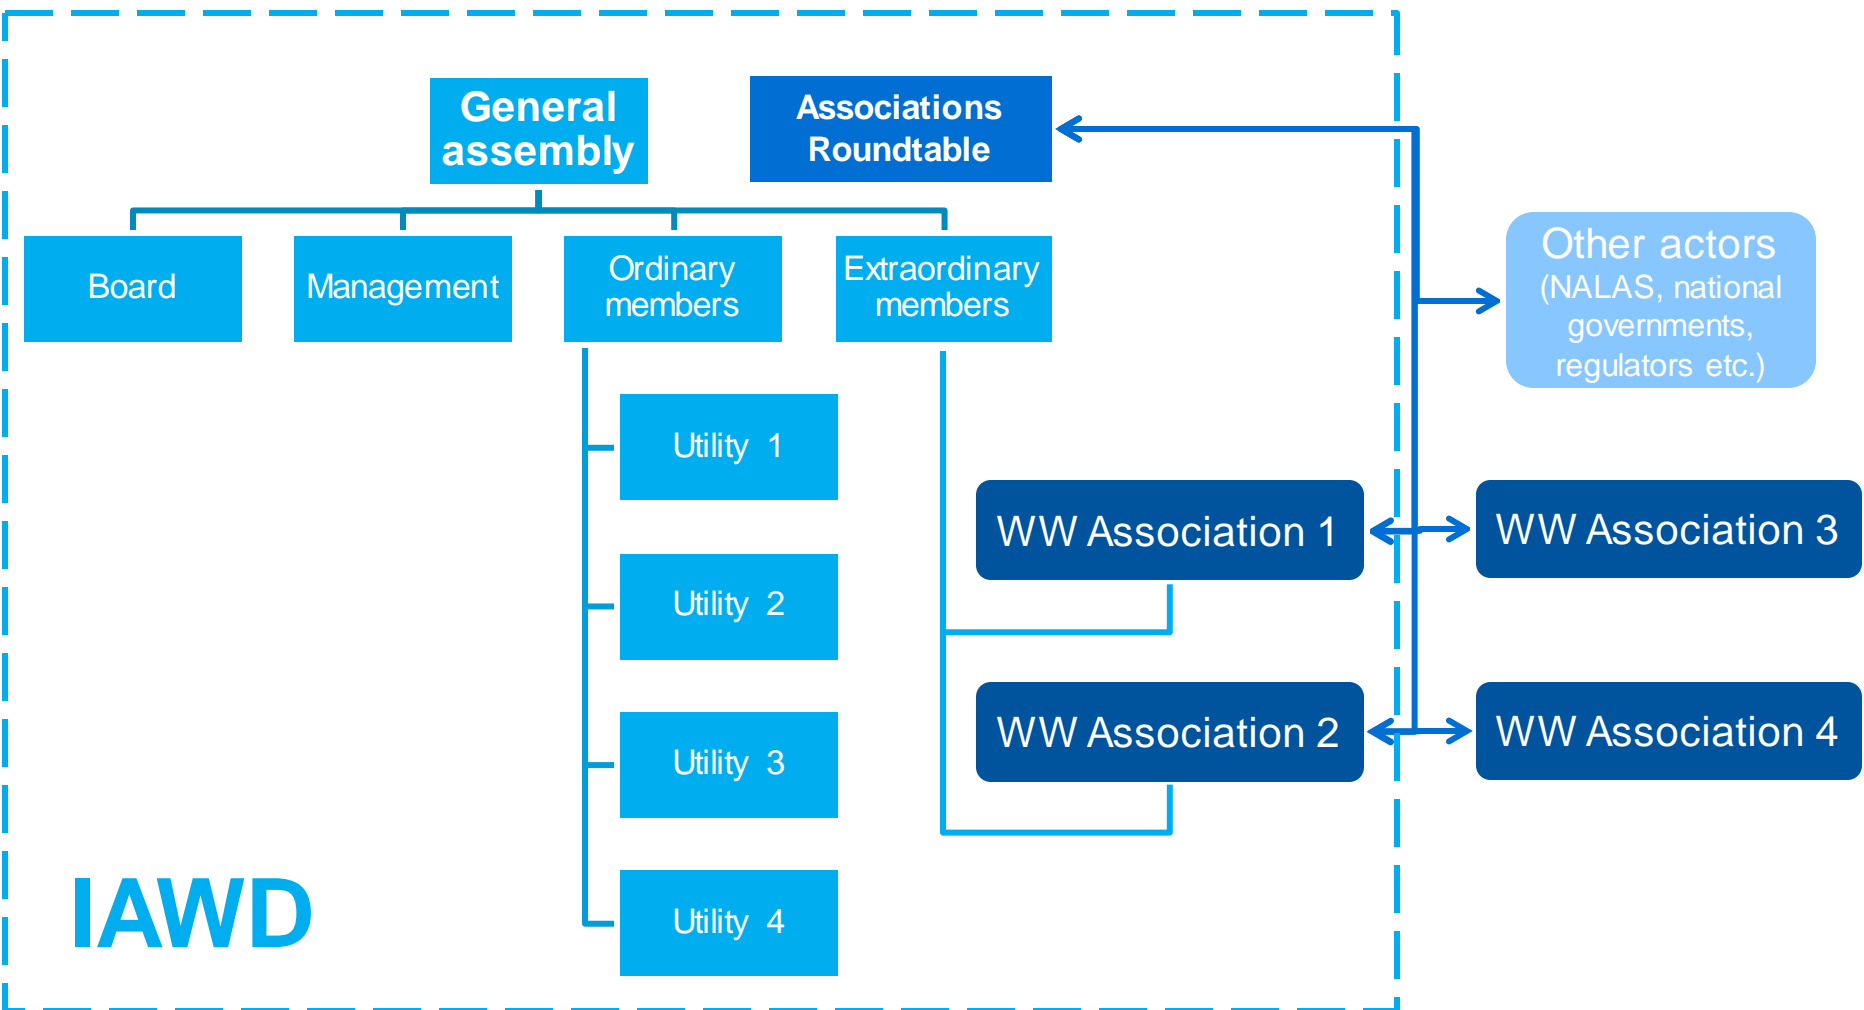 General
assembly
Associations
Roundtable
Board
Management
Ordinary
members
Extraordinary
members
Other actors
(NALAS, national
governments,
regulators etc.)
Utility 1
Utility 2
Utility 3
Utility 4
WW Association 1
WW Association 3
WW Association 2
WW Association 4
IAWD